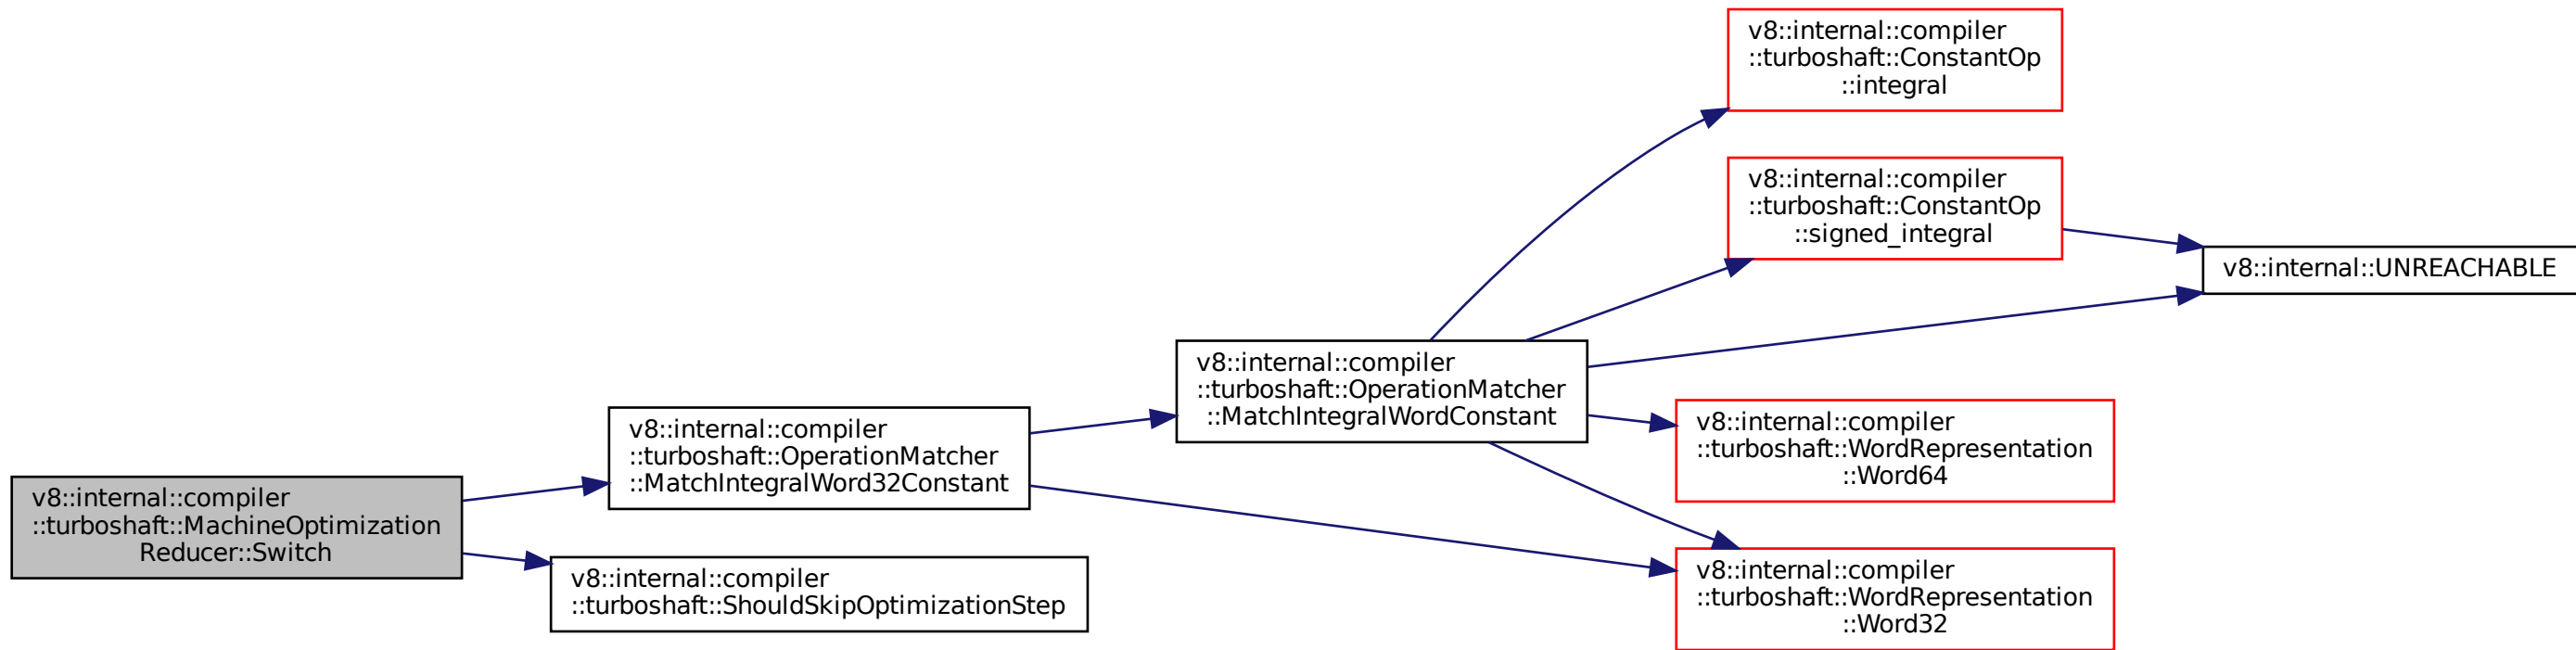 v8::internal::compiler
::turboshaft::MachineOptimization
Reducer::Switch
v8::internal::compiler
::turboshaft::OperationMatcher
::MatchIntegralWord32Constant
v8::internal::compiler
::turboshaft::ShouldSkipOptimizationStep
v8::internal::compiler
::turboshaft::OperationMatcher
::MatchIntegralWordConstant
v8::internal::compiler
::turboshaft::ConstantOp
::integral
v8::internal::compiler
::turboshaft::ConstantOp
::signed_integral
v8::internal::UNREACHABLE
v8::internal::compiler
::turboshaft::WordRepresentation
::Word64
v8::internal::compiler
::turboshaft::WordRepresentation
::Word32